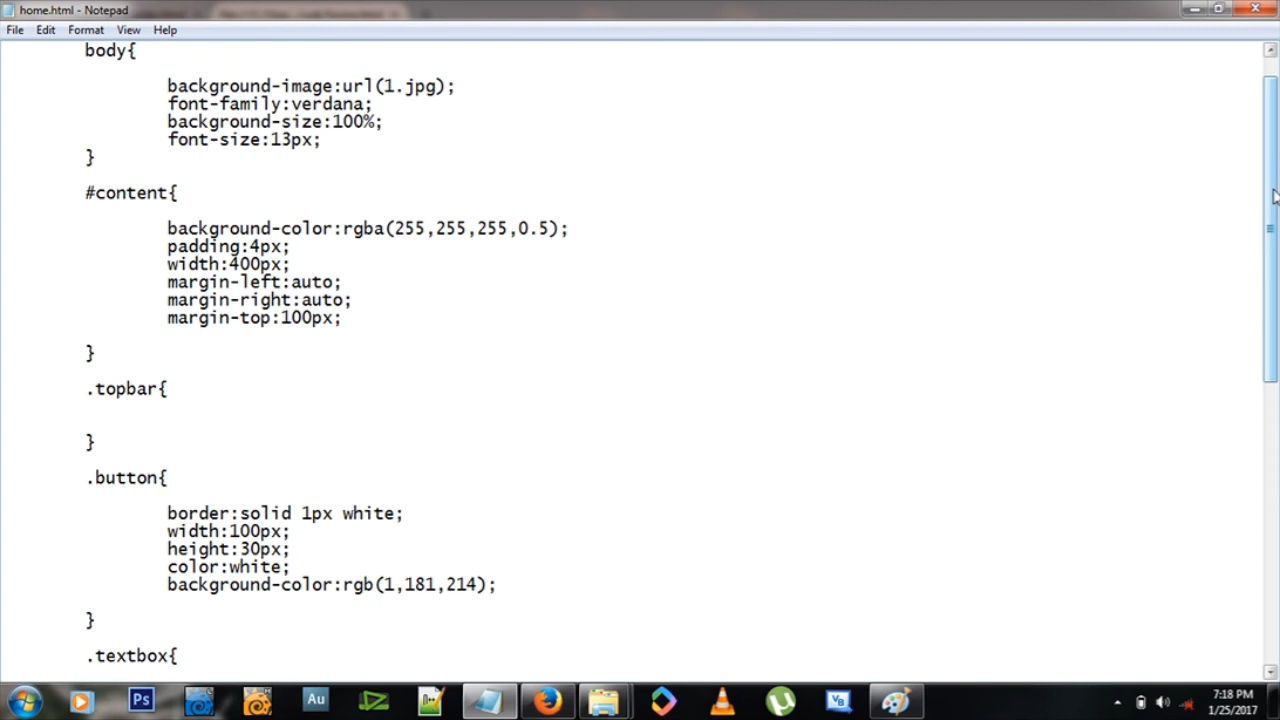 home.html - Notepad
File Edit Format View Help
body{
background-image:url(1.jpg);
font-family:verdana;
background-size:100%;
font-size:13px;
}
#content{
background-color:rgba(255,255,255,0.5);
padding:4px;
width:400px;
margin-left:auto;
margin-right:auto;
margin-top:100px;
}
.topbar{
}
.button{
border:solid 1px white;
width:100px;
height:30px;
color:white;
background-color:rgb(1,181,214);
}
.textbox{
Ps
Au
7:18 PM
1/25/2017